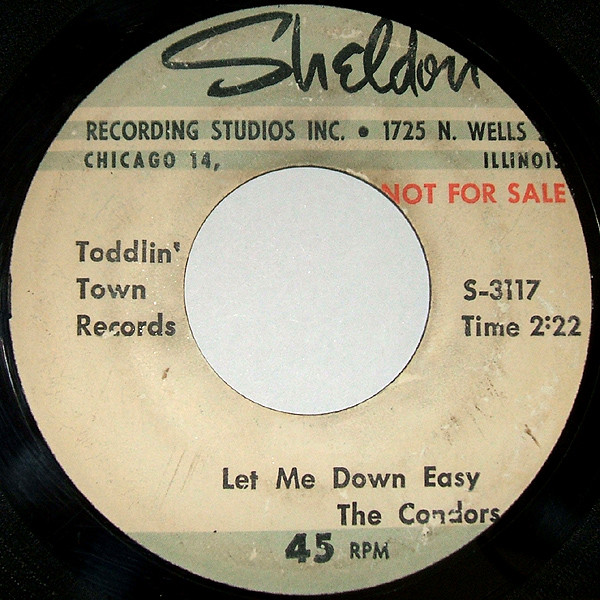 Sheldon
RECORDING STUDIOS INC. • 1725 N. WELLS
CHICAGO 14, ILLINOIS
NOT FOR SALE
Toddlin'
Town
Records
S-3117
Time 2:22
Let Me Down Easy
The Condors
45 RPM